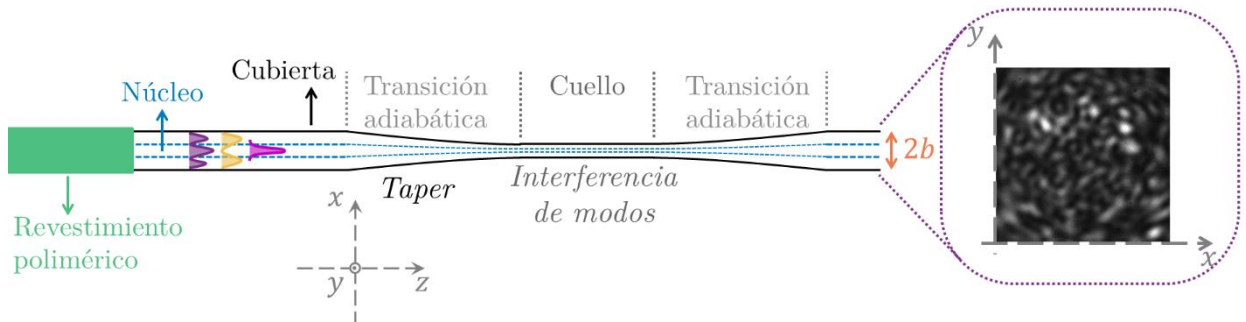 Núcleo
Cubierta
Transición
adiabática
Cuello
Transición
adiabática
2b
Revestimiento
polimérico
Taper
Interferencia
de modos
x
y
z
y
x